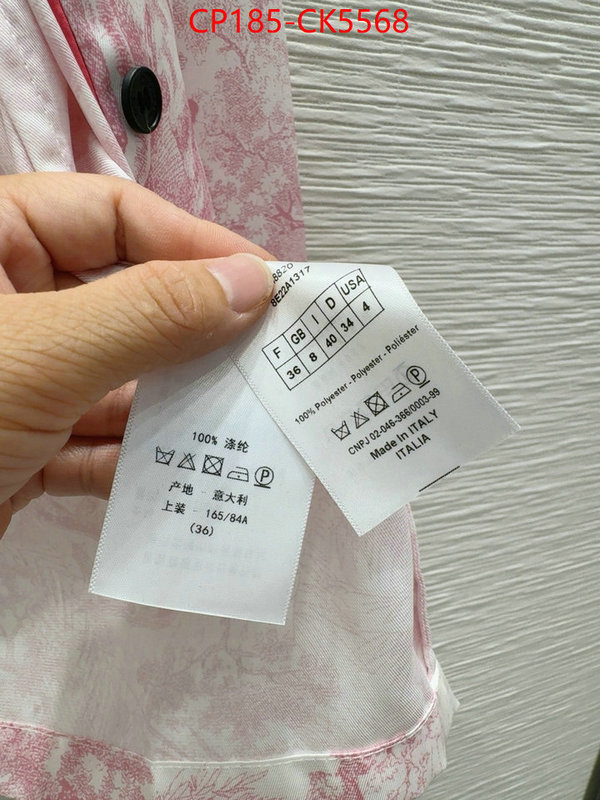 CP185-CK5568
8E22A1317
F GB I D USA
36 8 40 34 4
100% Polyester - Polyester - Poliéster
CNPJ 02-046-366/0003-99
Made in ITALY
ITALIA
100% 涤纶
P
产地 - 意大利
上装 - 165/84A
(36)